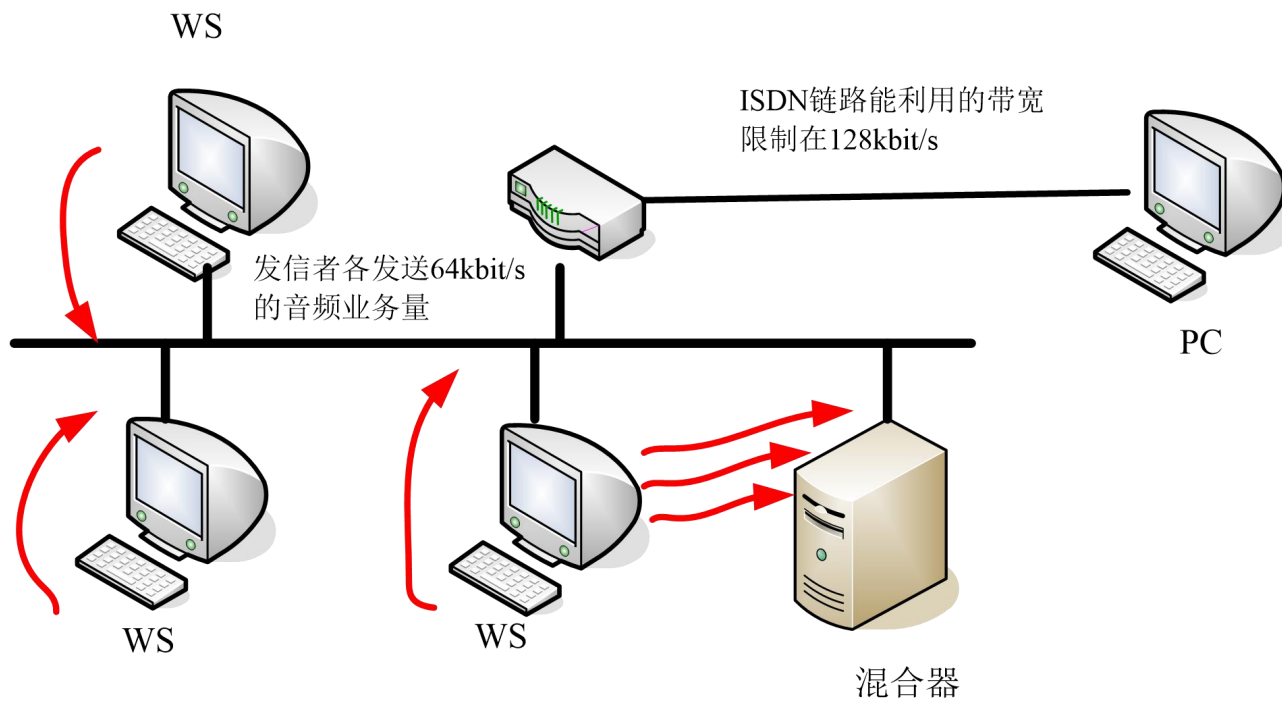 WS
ISDN链路能利用的带宽
限制在128kbit/s
发信者各发送64kbit/s
的音频业务量
PC
WS
WS
混合器